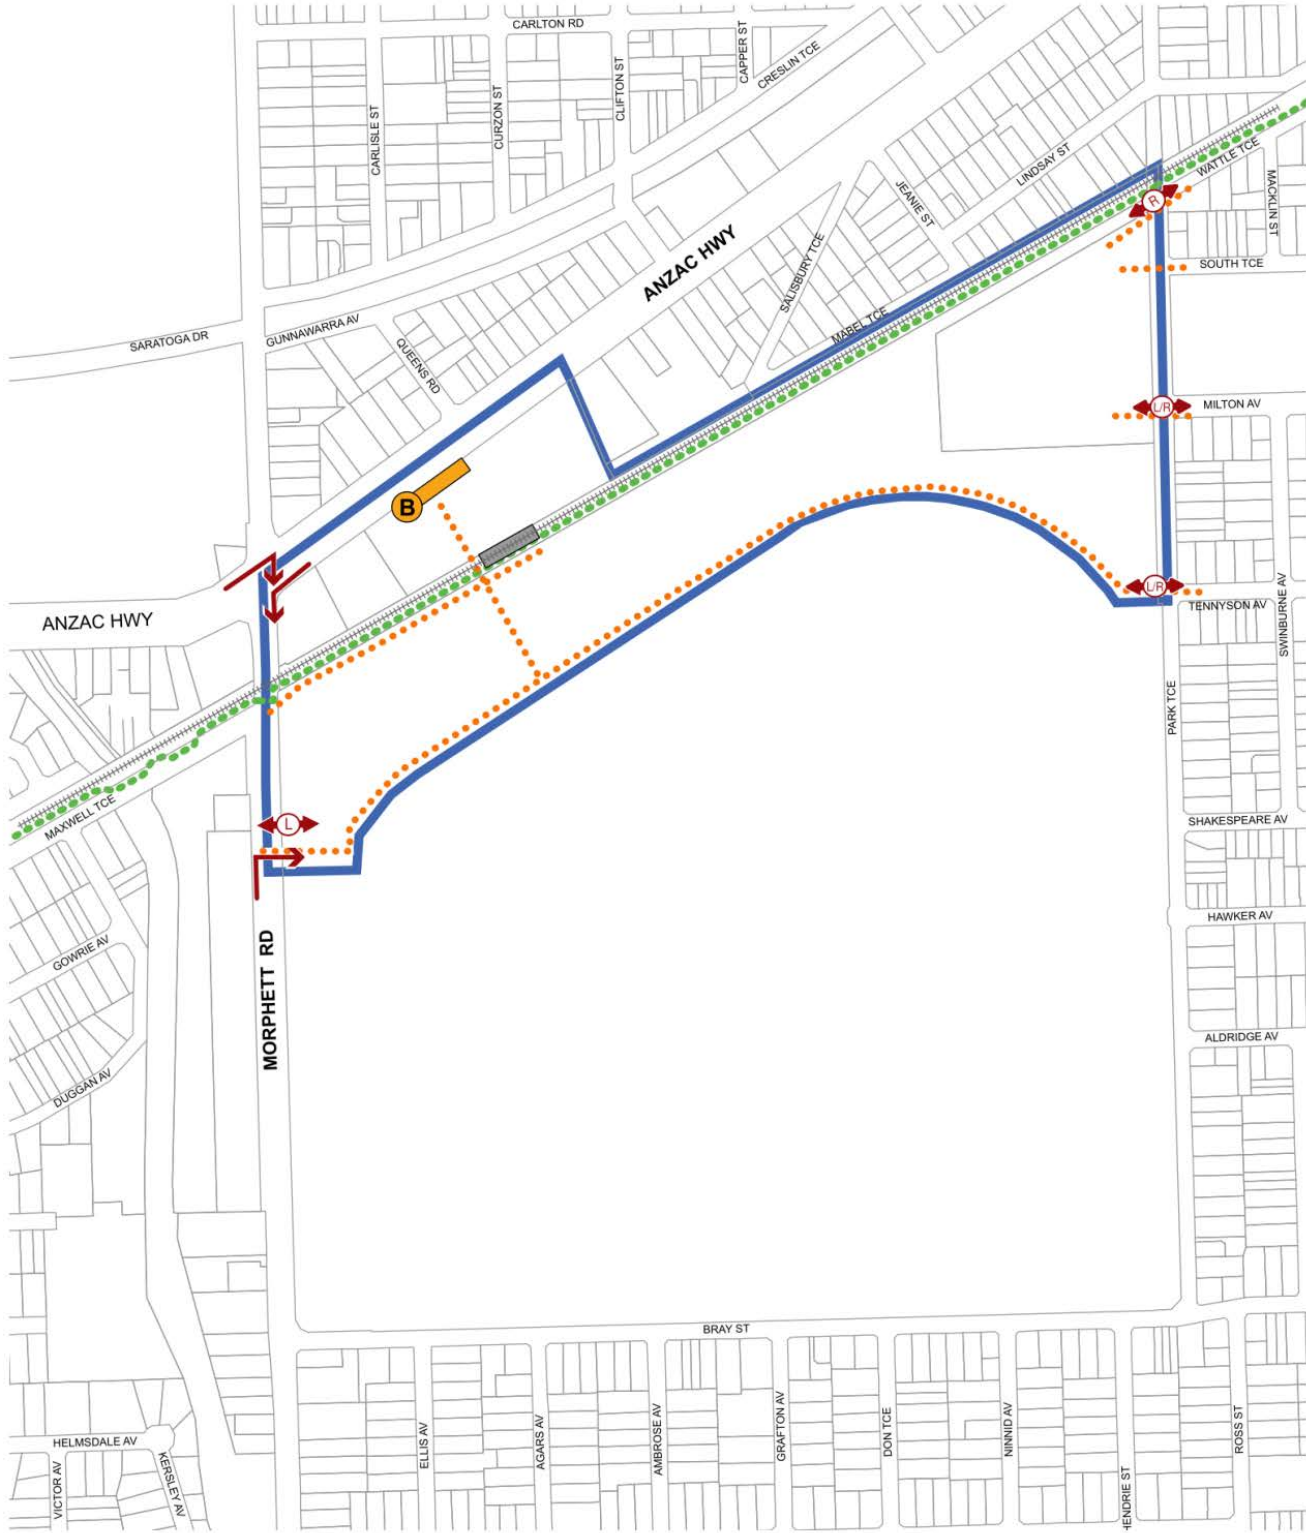 CARLTON RD
CAPPER ST
CRESLIN TCE
CLIFTON ST
CURZON ST
CARLISLE ST
LINDSAY ST
WATTLE TCE
JEANIE ST
MACKLIN ST
R
ANZAC HWY
SALISBURY TCE
SOUTH TCE
MABEL TCE
GUNNAWARRA AV
SARATOGA DR
QUEENS RD
L/R
MILTON AV
B
L/R
TENNYSON AV
SWINBURNE AV
ANZAC HWY
PARK TCE
MAXWELL TCE
L
SHAKESPEARE AV
HAWKER AV
GOWRIE AV
MORPHETT RD
ALDRIDGE AV
DUGGAN AV
BRAY ST
HELMSDALE AV
VICTOR AV
KERSLEY AV
ELLIS AV
AGARS AV
AMBROSE AV
GRAFTON AV
DON TCE
NINNID AV
HENDRIE ST
ROSS ST